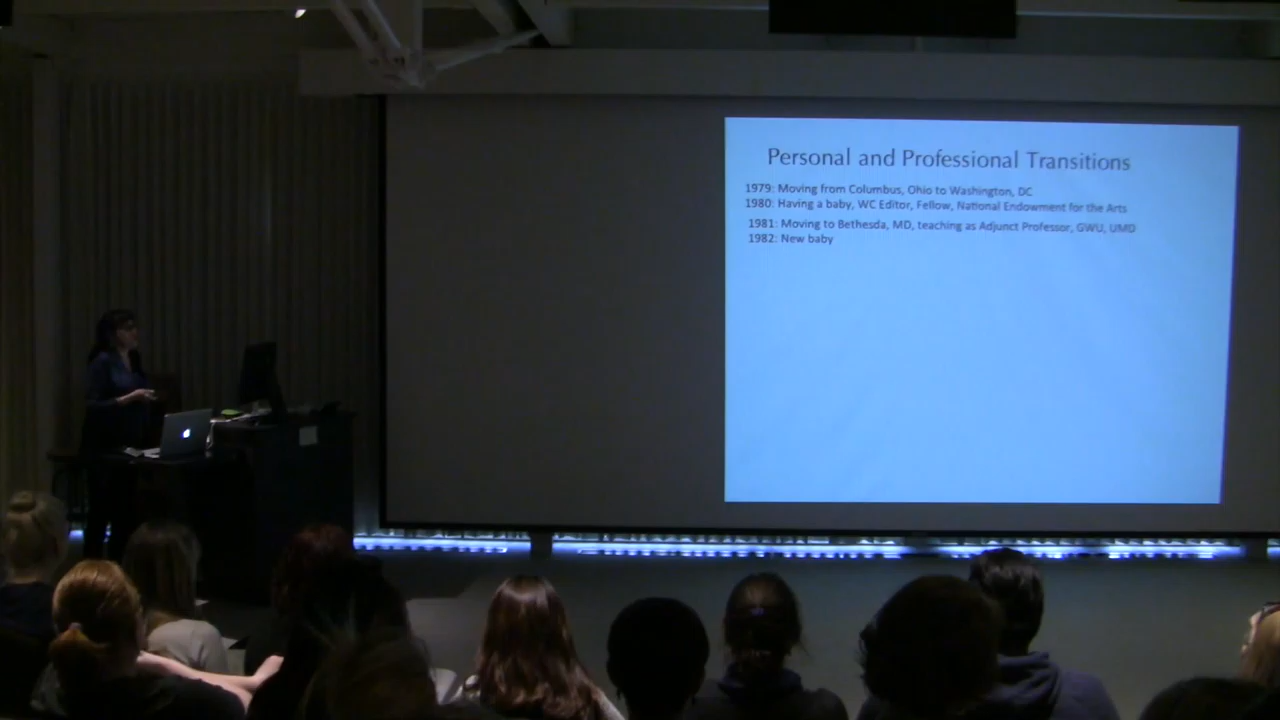 Personal and Professional Transitions
1979: Moving from Columbus, Ohio to Washington, DC
1980: Having a baby, WC Editor, Fellow, National Endowment for the Arts
1981: Moving to Bethesda, MD, teaching as Adjunct Professor, GWU, UMD
1982: New baby